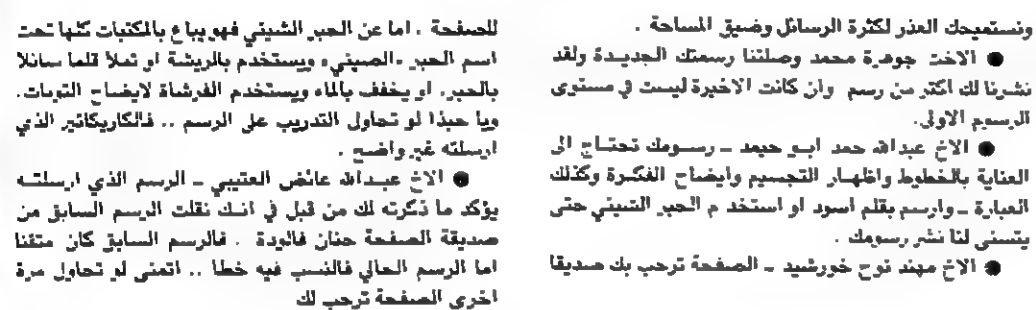 ونستميحك العذر لكثرة الرسائل وضيق المساحة .
● الاخت جوهرة محمد وصلتنا رسمتك الجديدة ولقد
نشرنا لك اكثر من رسم وان كانت الاخيرة ليست في مستوى
الرسوم الاولى.
● الاخ عبدالله حمد ابو حيمد ـ رسومك تحتاج الى
العناية بالخطوط واظهار التجسيم وايضاح الفكرة وكذلك
العبارة ـ وارسم بقلم اسود او استخد م الحبر الشيني حتى
يتسنى لنا نشر رسومك .
● الاخ مهند نوح خورشيد ـ الصفحة ترحب بك صديقا
للصفحة . اما عن الحبر الشيني فهو يباع بالمكتبات كلها تحت
اسم الحبر «الصيني» ويستخدم بالريشة او تملأ قلما سائلا
بالحبر. او يخفف بالماء ويستخدم الفرشاة لايضاح التونات.
ويا حبذا لو تحاول التدريب على الرسم .. فالكاريكاتير الذي
ارسلته غير واضح .
● الاخ عبدالله عائض العتيبي ـ الرسم الذي ارسلته
يؤكد ما ذكرته لك من قبل في انك نقلت الرسم السابق من
صديقة الصفحة حنان فالودة . فالرسم السابق كان متقنا
اما الرسم الحالي فالنسب فيه خطا .. اتمنى لو تحاول مرة
اخرى الصفحة ترحب لك